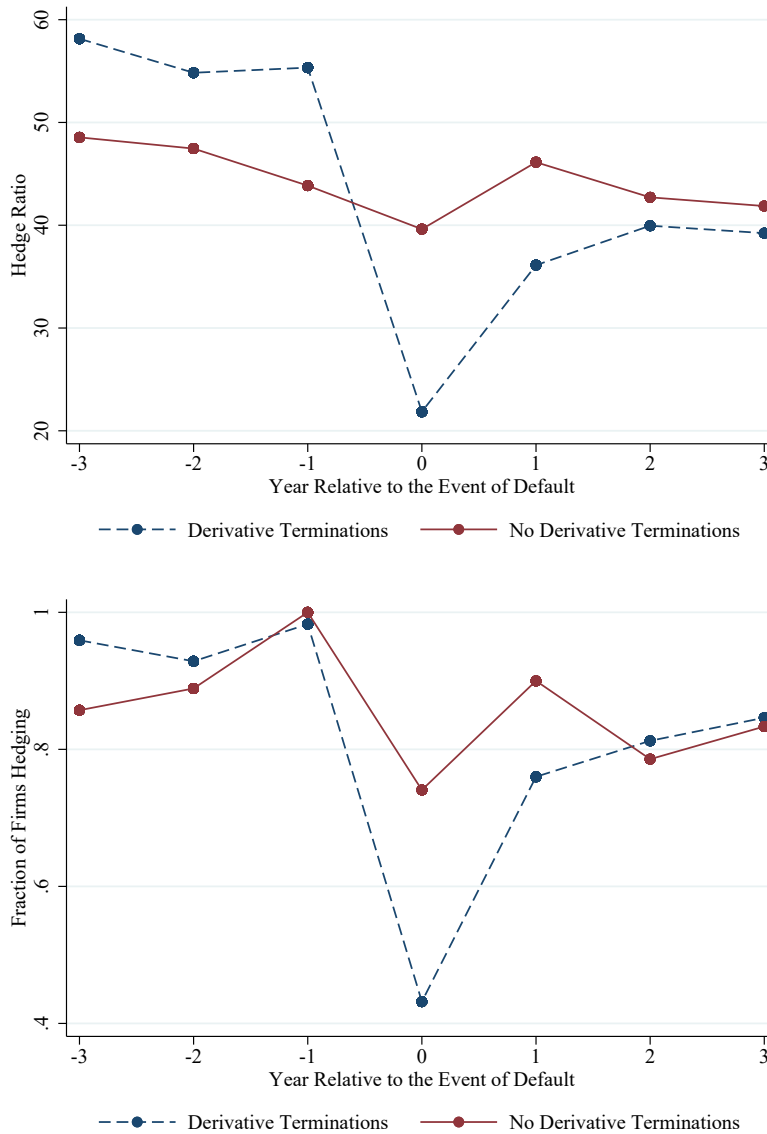 60
50
40
30
20
Hedge Ratio
-3 -2 -1 0 1 2 3
Year Relative to the Event of Default
Derivative Terminations No Derivative Terminations
1
.8
.6
.4
Fraction of Firms Hedging
-3 -2 -1 0 1 2 3
Year Relative to the Event of Default
Derivative Terminations No Derivative Terminations